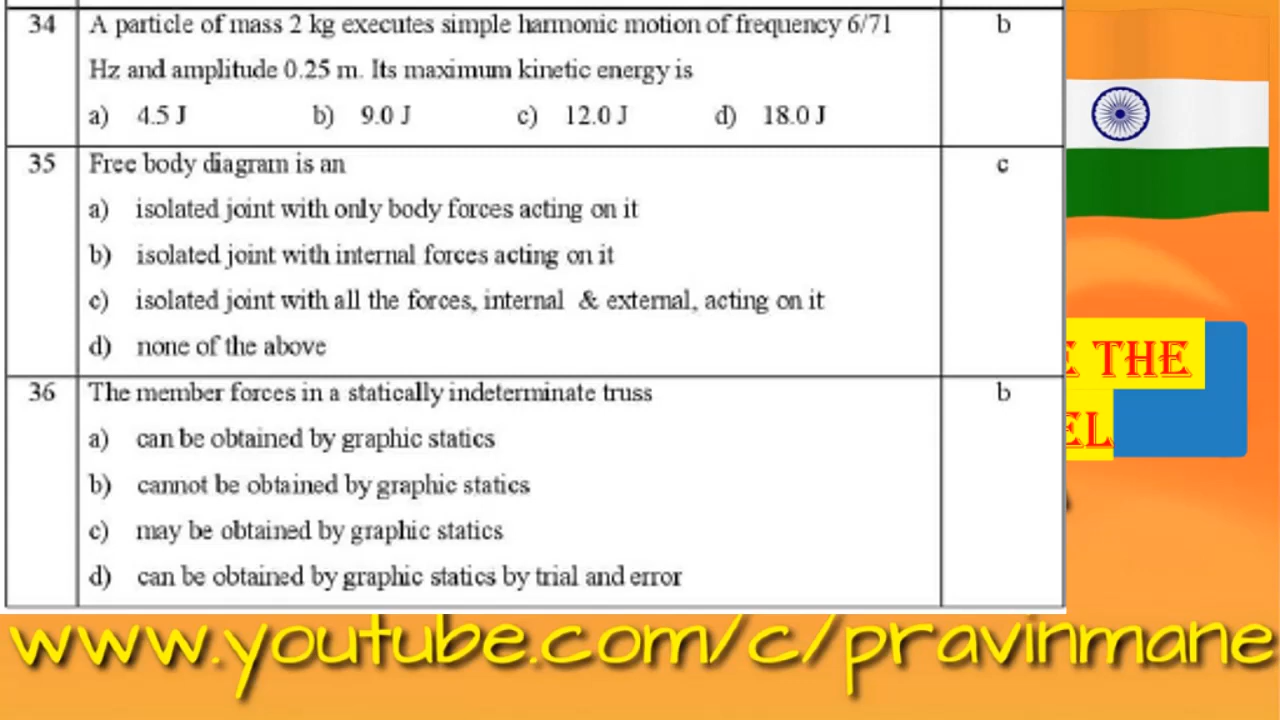 34 A particle of mass 2 kg executes simple harmonic motion of frequency 6/71 b
Hz and amplitude 0.25 m. Its maximum kinetic energy is
a) 4.5 J b) 9.0 J c) 12.0 J d) 18.0 J
35 Free body diagram is an c
a) isolated joint with only body forces acting on it
b) isolated joint with internal forces acting on it
c) isolated joint with all the forces, internal & external, acting on it
d) none of the above
36 The member forces in a statically indeterminate truss b
a) can be obtained by graphic statics
b) cannot be obtained by graphic statics
c) may be obtained by graphic statics
d) can be obtained by graphic statics by trial and error
E THE
EL
www.youtube.com/c/pravinmane